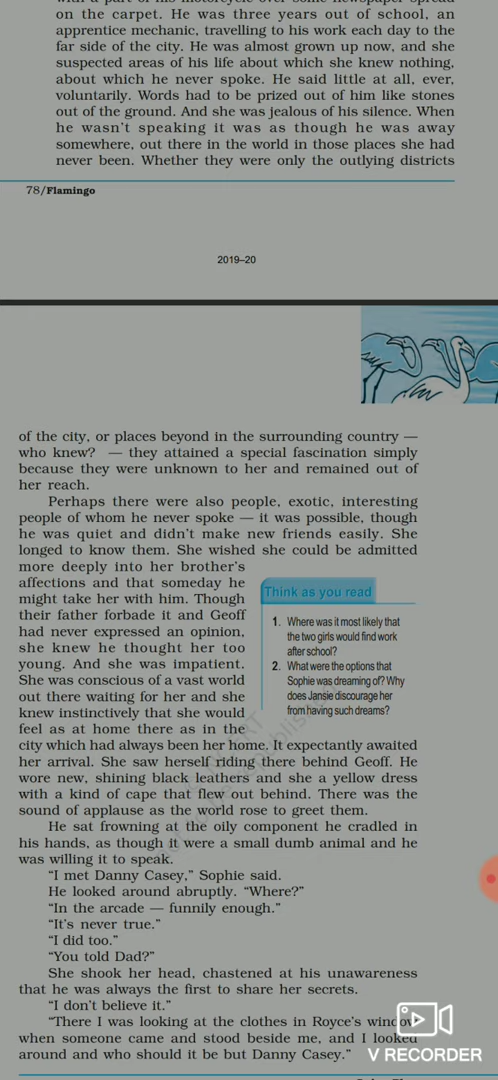 with a part of his motorcycle over some newspaper spread
on the carpet. He was three years out of school, an
apprentice mechanic, travelling to his work each day to the
far side of the city. He was almost grown up now, and she
suspected areas of his life about which she knew nothing,
about which he never spoke. He said little at all, ever,
voluntarily. Words had to be prized out of him like stones
out of the ground. And she was jealous of his silence. When
he wasn't speaking it was as though he was away
somewhere, out there in the world in those places she had
never been. Whether they were only the outlying districts
78/Flamingo
2019–20
of the city, or places beyond in the surrounding country —
who knew? — they attained a special fascination simply
because they were unknown to her and remained out of
her reach.
Perhaps there were also people, exotic, interesting
people of whom he never spoke — it was possible, though
he was quiet and didn't make new friends easily. She
longed to know them. She wished she could be admitted
more deeply into her brother's
affections and that someday he
might take her with him. Though
their father forbade it and Geoff
had never expressed an opinion,
she knew he thought her too
young. And she was impatient.
She was conscious of a vast world
out there waiting for her and she
knew instinctively that she would
feel as at home there as in the
Think as you read
1. Where was it most likely that
the two girls would find work
after school?
2. What were the options that
Sophie was dreaming of? Why
does Jansie discourage her
from having such dreams?
city which had always been her home. It expectantly awaited
her arrival. She saw herself riding there behind Geoff. He
wore new, shining black leathers and she a yellow dress
with a kind of cape that flew out behind. There was the
sound of applause as the world rose to greet them.
He sat frowning at the oily component he cradled in
his hands, as though it were a small dumb animal and he
was willing it to speak.
“I met Danny Casey,” Sophie said.
He looked around abruptly. “Where?”
“In the arcade — funnily enough.”
“It's never true.”
“I did too.”
“You told Dad?”
She shook her head, chastened at his unawareness
that he was always the first to share her secrets.
“I don't believe it.”
“There I was looking at the clothes in Royce's window
when someone came and stood beside me, and I looked
around and who should it be but Danny Casey.”
V RECORDER